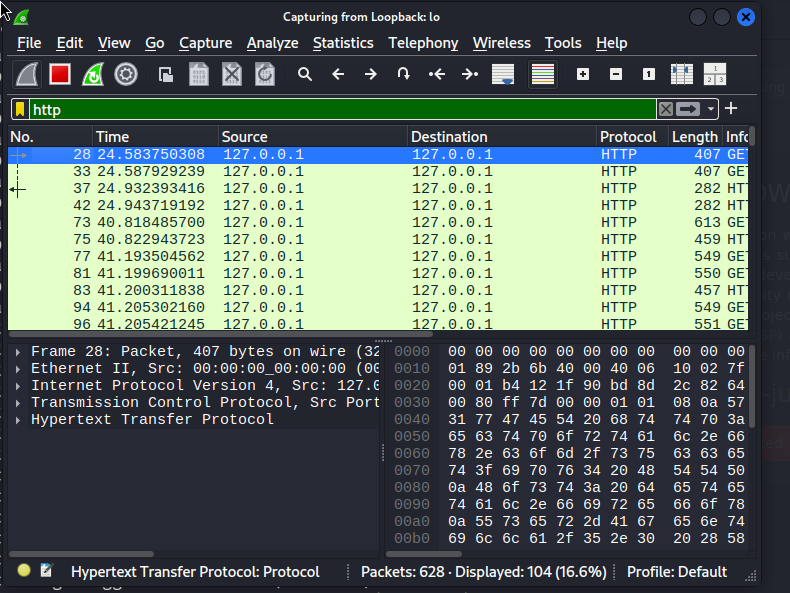 Capturing from Loopback: lo
File Edit View Go Capture Analyze Statistics Telephony Wireless Tools Help
http
No. Time Source Destination Protocol Length Info
28 24.583750308 127.0.0.1 127.0.0.1 HTTP 407 GE
33 24.587929239 127.0.0.1 127.0.0.1 HTTP 407 GE
37 24.932393416 127.0.0.1 127.0.0.1 HTTP 282 HT
42 24.943719192 127.0.0.1 127.0.0.1 HTTP 282 HT
73 40.818485700 127.0.0.1 127.0.0.1 HTTP 613 GE
75 40.822943723 127.0.0.1 127.0.0.1 HTTP 459 HT
77 41.193504562 127.0.0.1 127.0.0.1 HTTP 549 GE
81 41.199690011 127.0.0.1 127.0.0.1 HTTP 550 GE
83 41.200311838 127.0.0.1 127.0.0.1 HTTP 457 HT
94 41.205302160 127.0.0.1 127.0.0.1 HTTP 549 GE
96 41.205421245 127.0.0.1 127.0.0.1 HTTP 551 GE
Frame 28: Packet, 407 bytes on wire (32
Ethernet II, Src: 00:00:00_00:00:00 (00
Internet Protocol Version 4, Src: 127.0
Transmission Control Protocol, Src Port
Hypertext Transfer Protocol
0000 00 00 00 00 00 00 00 00 00 00 00
0010 01 89 2b 6b 40 00 40 06 10 02 7f
0020 00 01 b4 12 1f 90 bd 8d 2c 82 64
0030 00 80 ff 7d 00 00 01 01 08 0a 57
0040 31 77 47 45 54 20 68 74 74 70 3a
0050 65 63 74 70 6f 72 74 61 6c 2e 66
0060 78 2e 63 6f 6d 2f 73 75 63 63 65
0070 74 3f 69 70 76 34 20 48 54 54 50
0080 0a 48 6f 73 74 3a 20 64 65 74 65
0090 74 61 6c 2e 66 69 72 65 66 6f 78
00a0 0a 55 73 65 72 2d 41 67 65 6e 74
00b0 69 6c 6c 61 2f 35 2e 30 20 28 58
Hypertext Transfer Protocol: Protocol
Packets: 628 · Displayed: 104 (16.6%)
Profile: Default